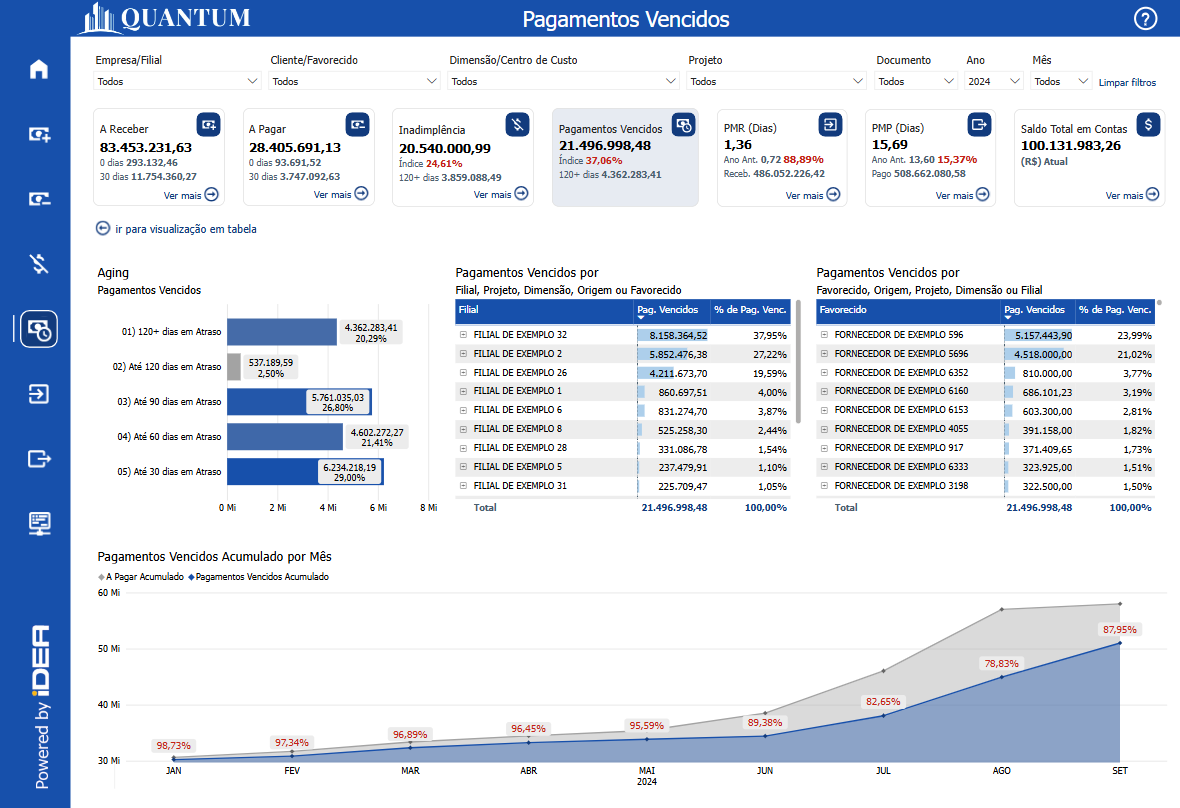 QUANTUM
Pagamentos Vencidos
?
Empresa/Filial
Todos
Cliente/Favorecido
Todos
Dimensão/Centro de Custo
Todos
Projeto
Todos
Documento
Todos
Ano
2024
Mês
Todos
Limpar filtros
A Receber
83.453.231,63
0 dias 293.132,46
30 dias 11.754.360,27
Ver mais
A Pagar
28.405.691,13
0 dias 93.691,52
30 dias 3.747.092,63
Ver mais
Inadimplência
20.540.000,99
Índice 24,61%
120+ dias 3.859.088,49
Ver mais
Pagamentos Vencidos
21.496.998,48
Índice 37,06%
120+ dias 4.362.283,41
PMR (Dias)
1,36
Ano Ant. 0,72 88,89%
Receb. 486.052.226,42
Ver mais
PMP (Dias)
15,69
Ano Ant. 13,60 15,37%
Pago 508.662.080,58
Ver mais
Saldo Total em Contas
100.131.983,26
(R$) Atual
Ver mais
ir para visualização em tabela
Aging
Pagamentos Vencidos
01) 120+ dias em Atraso
4.362.283,41
20,29%
02) Até 120 dias em Atraso
537.189,59
2,50%
03) Até 90 dias em Atraso
5.761.035,03
26,80%
04) Até 60 dias em Atraso
4.602.272,27
21,41%
05) Até 30 dias em Atraso
6.234.218,19
29,00%
0 Mi 2 Mi 4 Mi 6 Mi 8 Mi
Pagamentos Vencidos por
Filial, Projeto, Dimensão, Origem ou Favorecido
Filial Pag. Vencidos % de Pag. Venc.
FILIAL DE EXEMPLO 32 8.158.364,52 37,95%
FILIAL DE EXEMPLO 2 5.852.476,38 27,22%
FILIAL DE EXEMPLO 26 4.211.673,70 19,59%
FILIAL DE EXEMPLO 1 860.697,51 4,00%
FILIAL DE EXEMPLO 6 831.274,70 3,87%
FILIAL DE EXEMPLO 8 525.258,30 2,44%
FILIAL DE EXEMPLO 28 331.086,78 1,54%
FILIAL DE EXEMPLO 5 237.479,91 1,10%
FILIAL DE EXEMPLO 31 225.709,47 1,05%
Total 21.496.998,48 100,00%
Pagamentos Vencidos por
Favorecido, Origem, Projeto, Dimensão ou Filial
Favorecido Pag. Vencidos % de Pag. Venc.
FORNECEDOR DE EXEMPLO 596 5.157.443,90 23,99%
FORNECEDOR DE EXEMPLO 5696 4.518.000,00 21,02%
FORNECEDOR DE EXEMPLO 6352 810.000,00 3,77%
FORNECEDOR DE EXEMPLO 6160 686.101,23 3,19%
FORNECEDOR DE EXEMPLO 6153 603.300,00 2,81%
FORNECEDOR DE EXEMPLO 4055 391.158,00 1,82%
FORNECEDOR DE EXEMPLO 917 371.409,65 1,73%
FORNECEDOR DE EXEMPLO 6333 323.925,00 1,51%
FORNECEDOR DE EXEMPLO 3198 322.500,00 1,50%
Total 21.496.998,48 100,00%
Pagamentos Vencidos Acumulado por Mês
A Pagar Acumulado Pagamentos Vencidos Acumulado
60 Mi
50 Mi
40 Mi
30 Mi
98,73%
97,34%
96,89%
96,45%
95,59%
89,38%
82,65%
78,83%
87,95%
JAN FEV MAR ABR MAI JUN JUL AGO SET
2024
Powered by iDEA